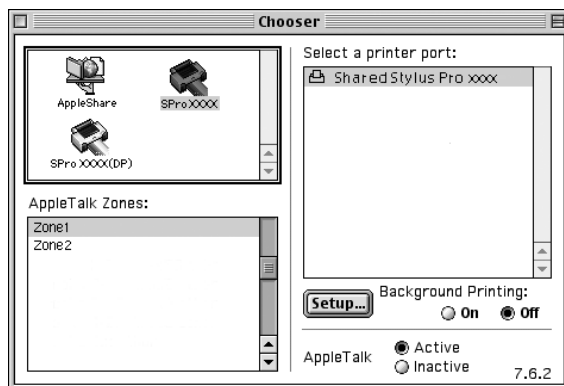 Chooser
AppleShare
SPro XXXX
SPro XXXX(DP)
AppleTalk Zones:
Zone1
Zone2
Select a printer port:
Shared Stylus Pro xxxx
Setup...
Background Printing:
On Off
AppleTalk
Active
Inactive
7.6.2